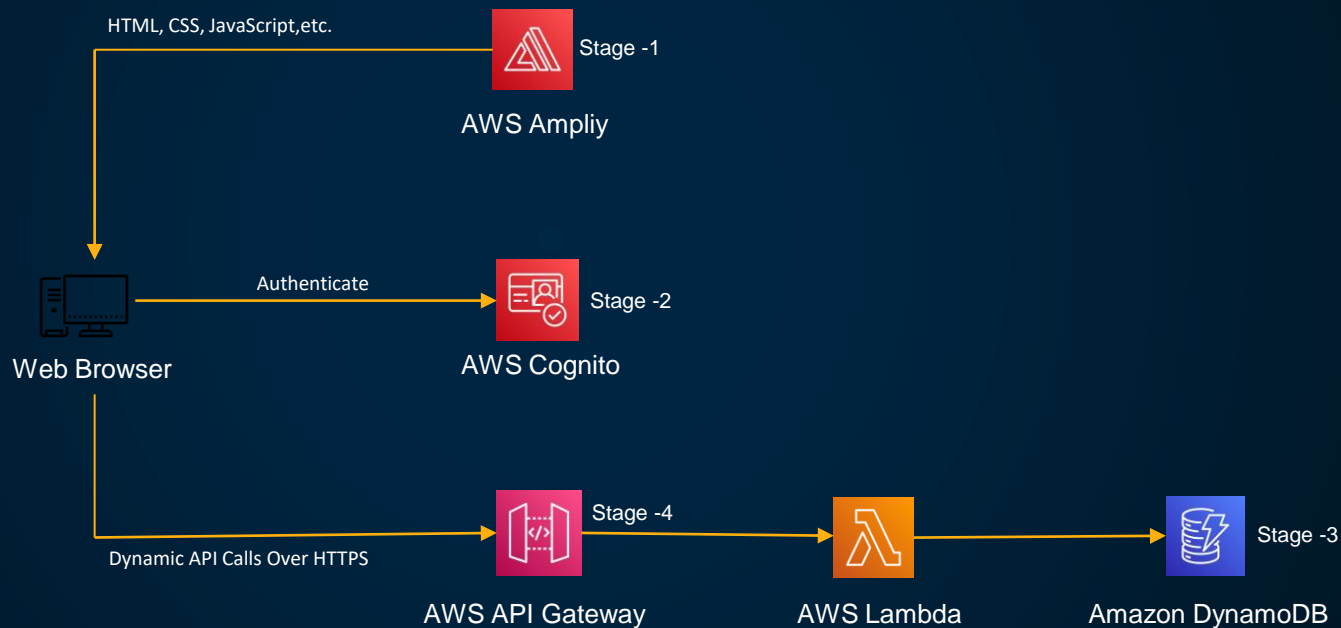 HTML, CSS, JavaScript,etc.
Stage -1
AWS Ampliy
Authenticate
Stage -2
Web Browser
AWS Cognito
Stage -4
Stage -3
Dynamic API Calls Over HTTPS
AWS API Gateway
AWS Lambda
Amazon DynamoDB